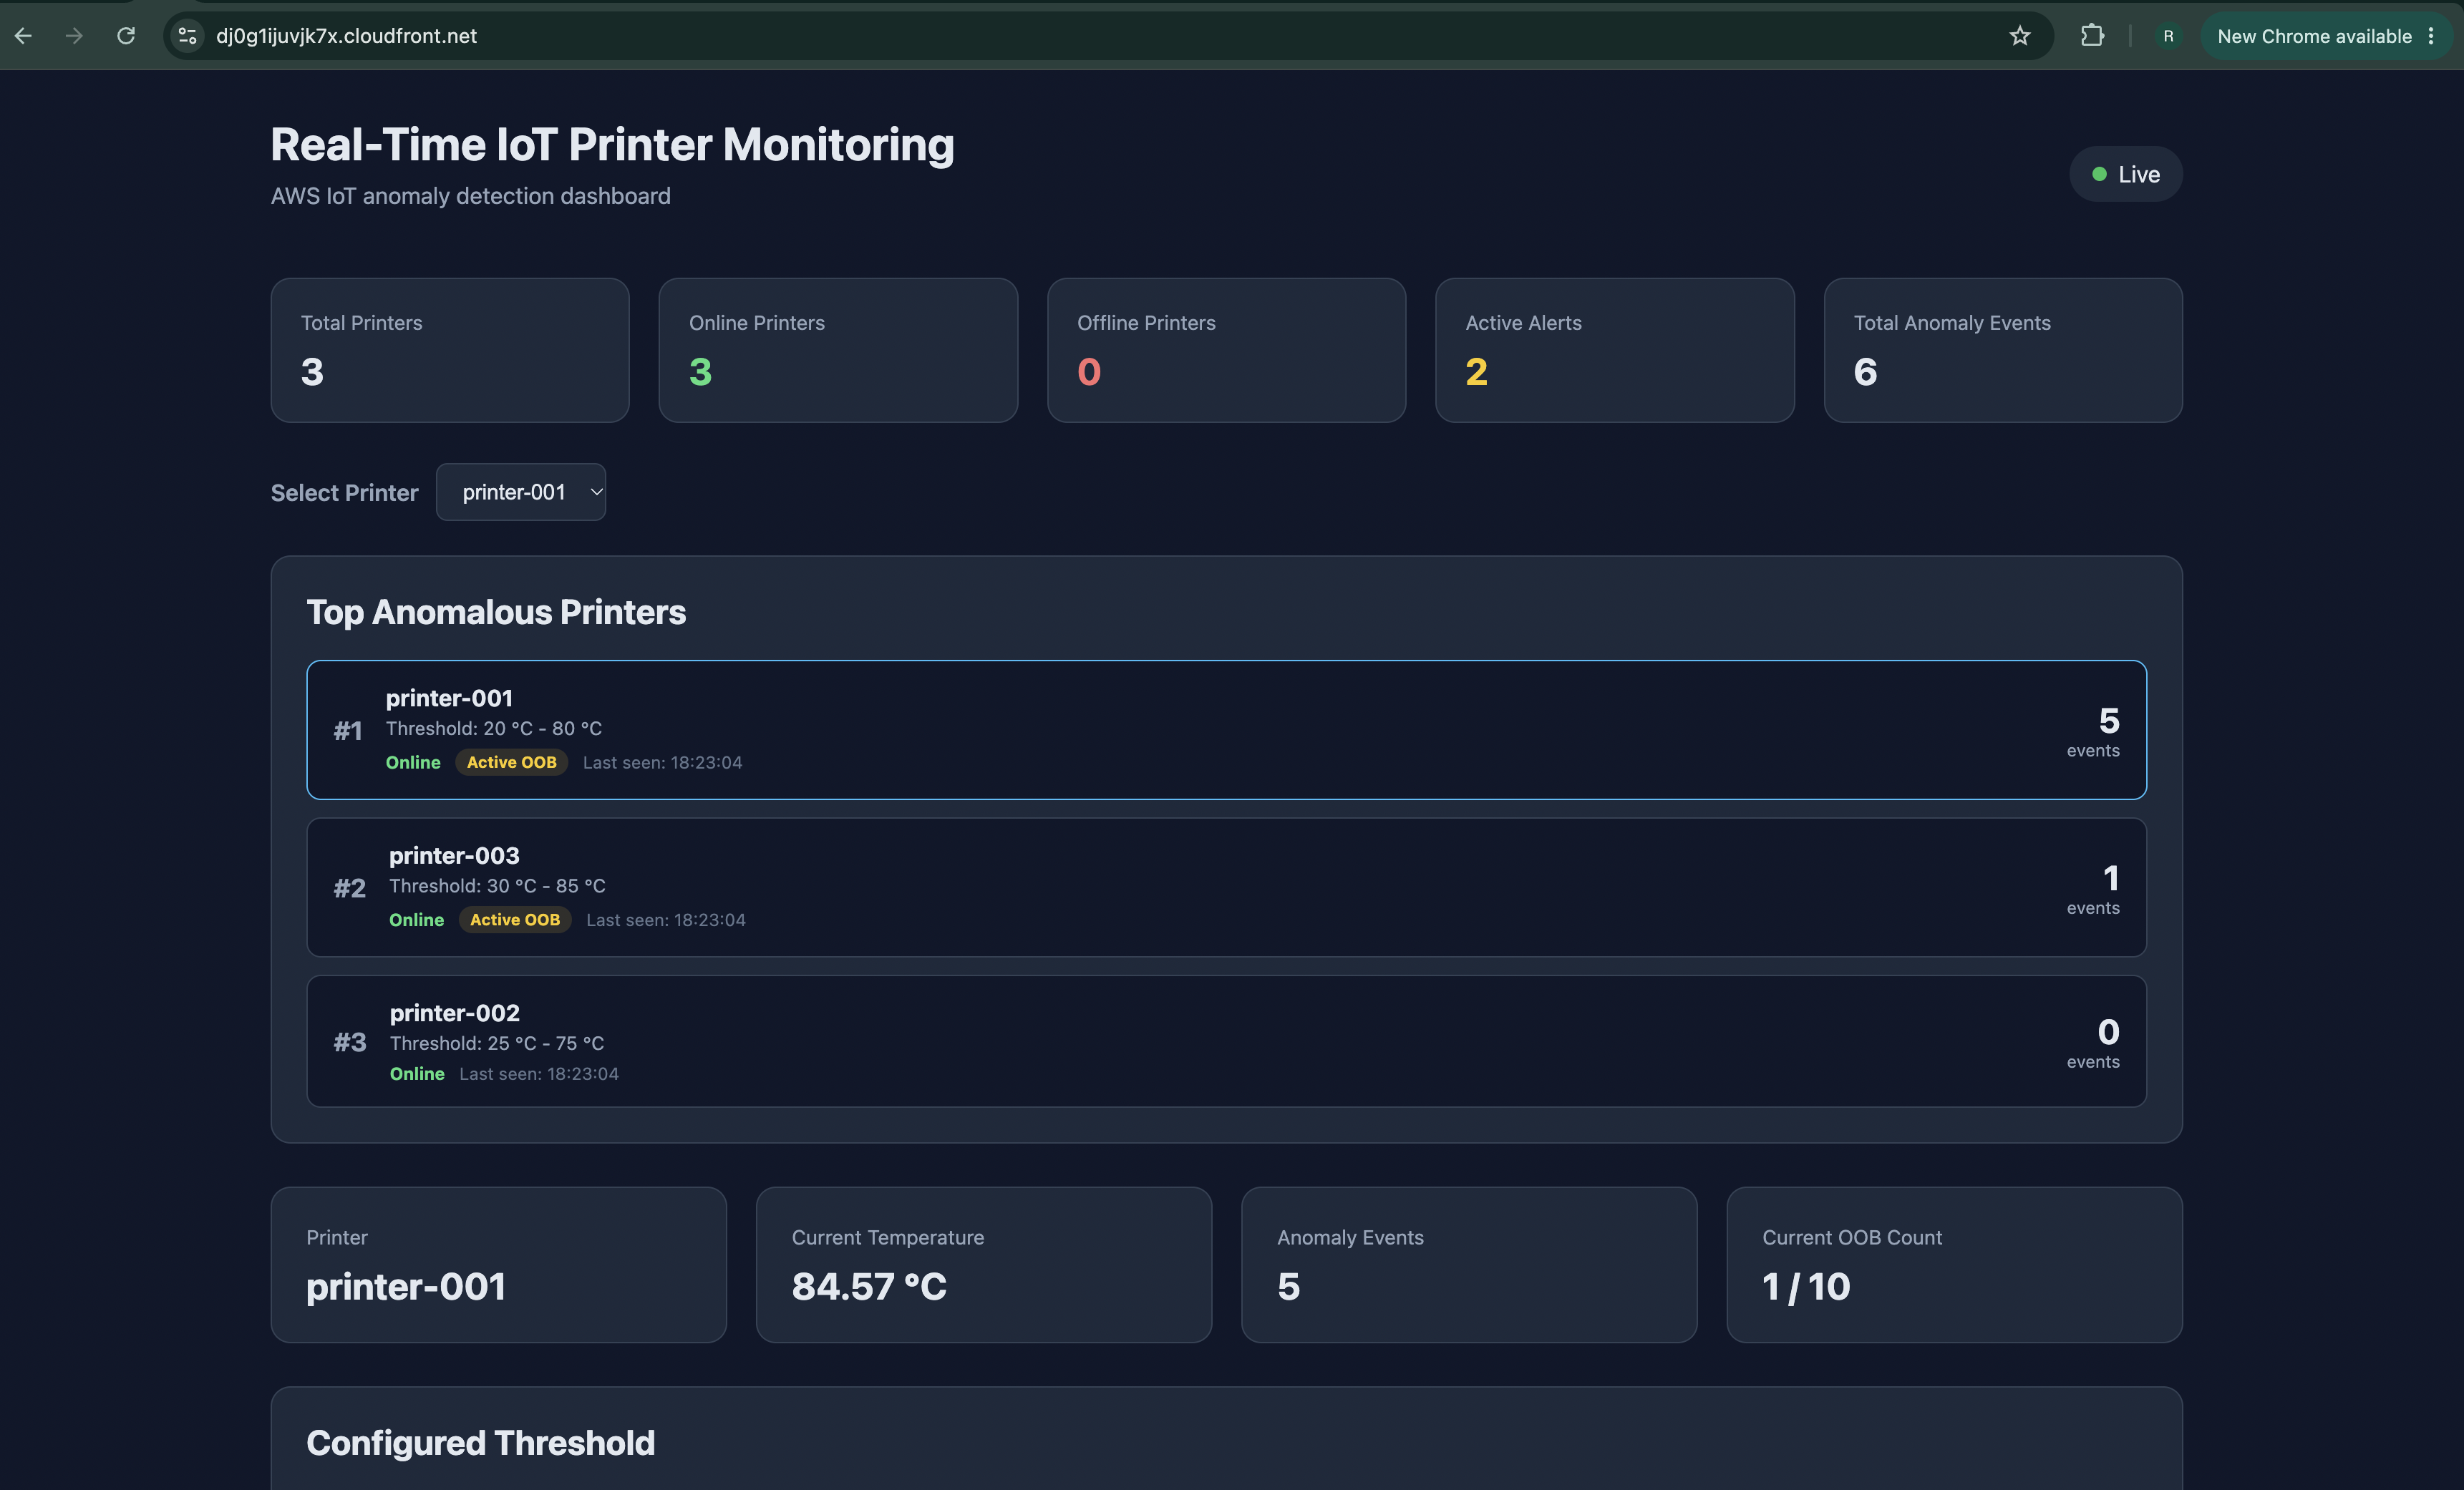 dj0g1ijuvjk7x.cloudfront.net
R
New Chrome available
Real-Time IoT Printer Monitoring
AWS IoT anomaly detection dashboard
Live
Total Printers
3
Online Printers
3
Offline Printers
0
Active Alerts
2
Total Anomaly Events
6
Select Printer
printer-001
Top Anomalous Printers
#1
printer-001
Threshold: 20 °C - 80 °C
Online Active OOB Last seen: 18:23:04
5
events
#2
printer-003
Threshold: 30 °C - 85 °C
Online Active OOB Last seen: 18:23:04
1
events
#3
printer-002
Threshold: 25 °C - 75 °C
Online Last seen: 18:23:04
0
events
Printer
printer-001
Current Temperature
84.57 °C
Anomaly Events
5
Current OOB Count
1 / 10
Configured Threshold